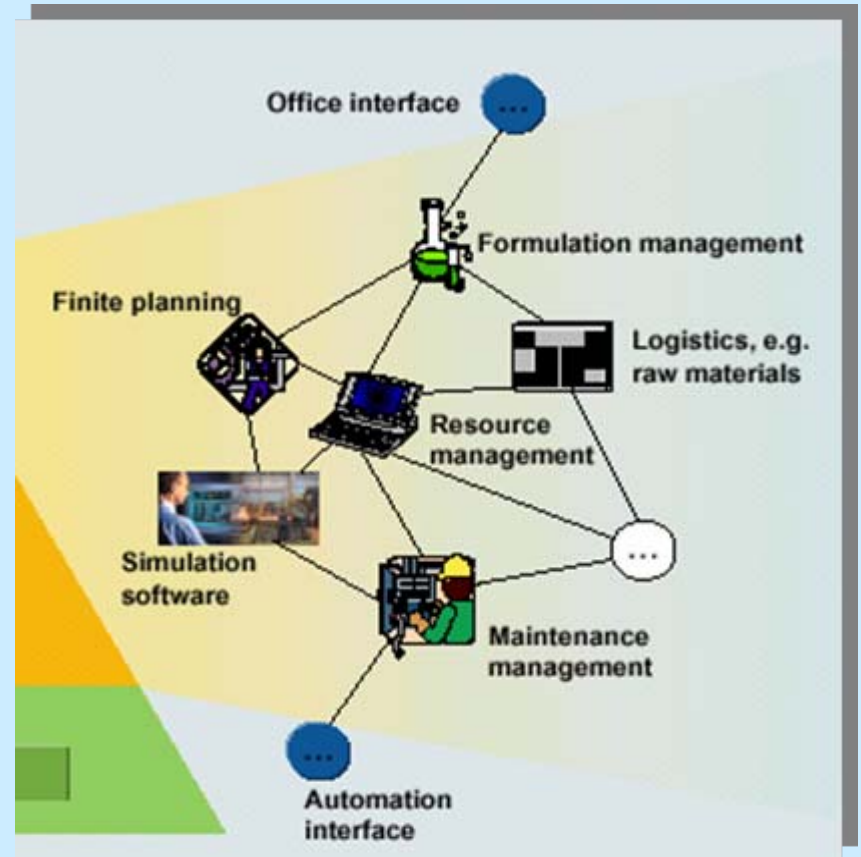 Office interface
...
Formulation management
Finite planning
Logistics, e.g.
raw materials
Resource
management
...
Simulation
software
Maintenance
management
...
Automation
interface